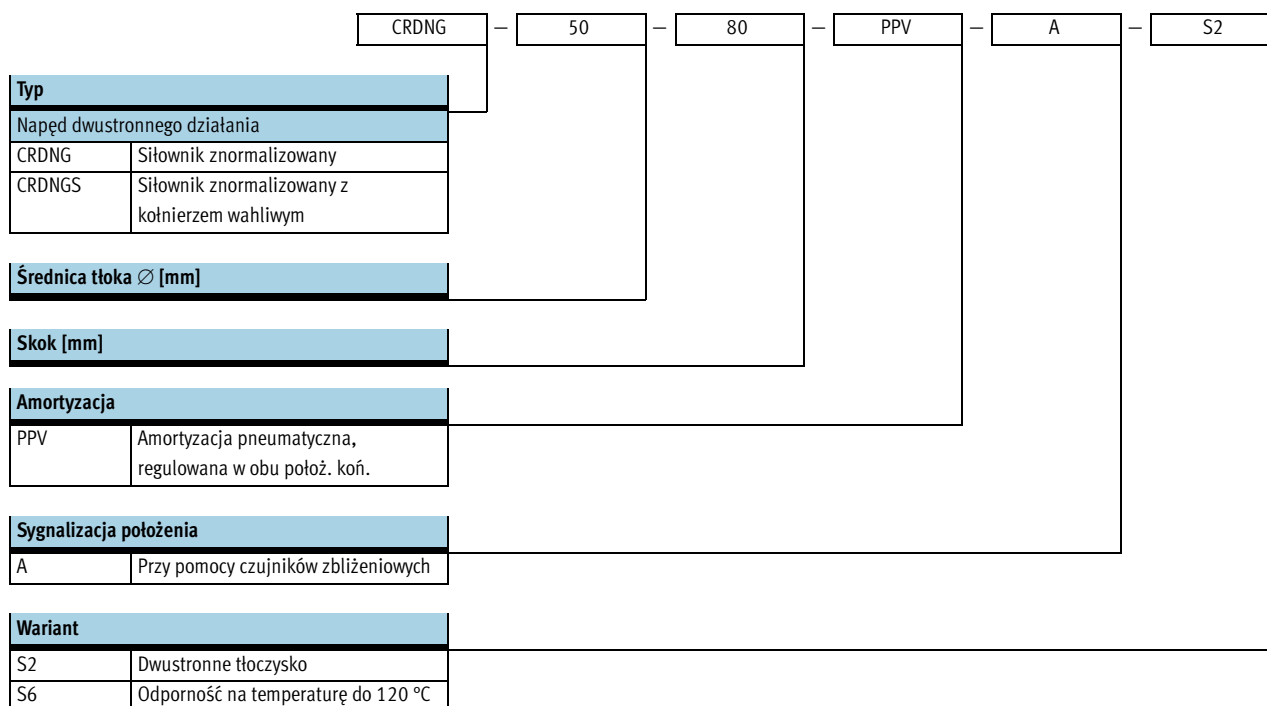 CRDNG – 50 – 80 – PPV – A – S2
Typ
Napęd dwustronnego działania
CRDNG Siłownik znormalizowany
CRDNGS Siłownik znormalizowany z
kołnierzem wahliwym
Średnica tłoka ∅ [mm]
Skok [mm]
Amortyzacja
PPV Amortyzacja pneumatyczna,
regulowana w obu położ. koń.
Sygnalizacja położenia
A Przy pomocy czujników zbliżeniowych
Wariant
S2 Dwustronne tłoczysko
S6 Odporność na temperaturę do 120 °C